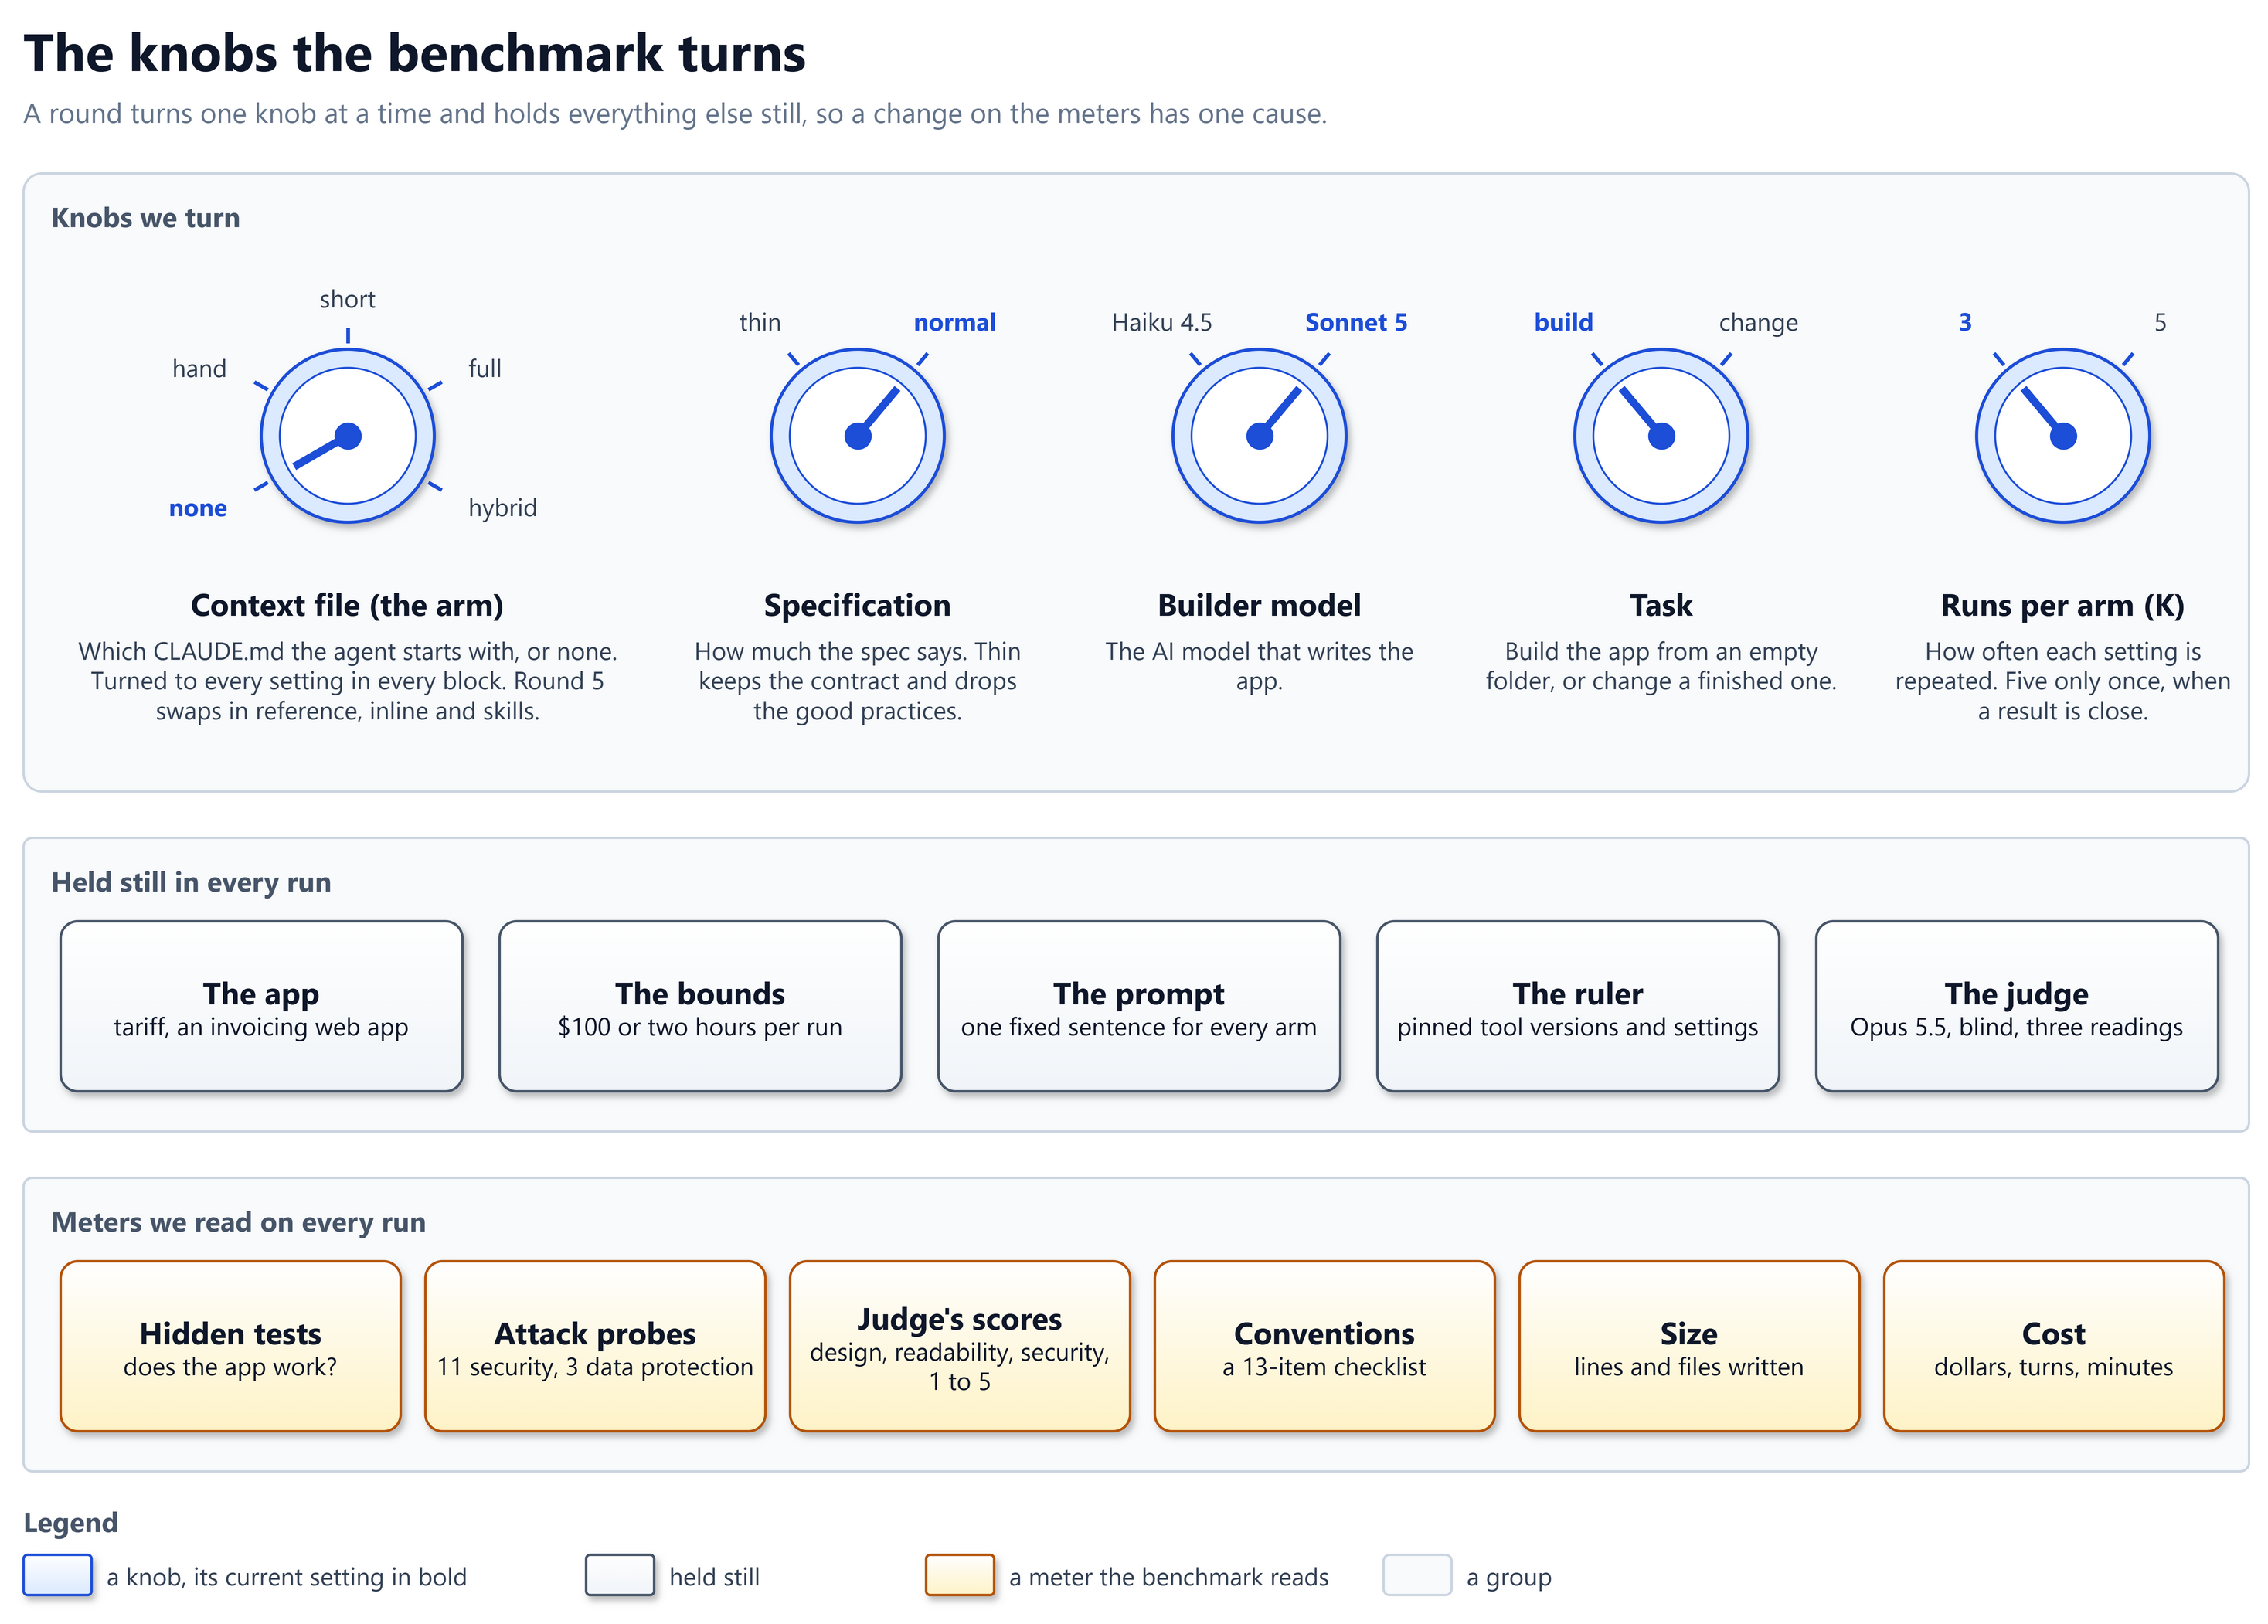 The knobs the benchmark turns
A round turns one knob at a time and holds everything else still, so a change on the meters has one cause.
Knobs we turn
short
hand
full
none
hybrid
Context file (the arm)
Which CLAUDE.md the agent starts with, or none.
Turned to every setting in every block. Round 5
swaps in reference, inline and skills.
thin
normal
Specification
How much the spec says. Thin
keeps the contract and drops
the good practices.
Haiku 4.5
Sonnet 5
Builder model
The AI model that writes the
app.
build
change
Task
Build the app from an empty
folder, or change a finished one.
3
5
Runs per arm (K)
How often each setting is
repeated. Five only once, when
a result is close.
Held still in every run
The app
tariff, an invoicing web app
The bounds
$100 or two hours per run
The prompt
one fixed sentence for every arm
The ruler
pinned tool versions and settings
The judge
Opus 5.5, blind, three readings
Meters we read on every run
Hidden tests
does the app work?
Attack probes
11 security, 3 data protection
Judge's scores
design, readability, security,
1 to 5
Conventions
a 13-item checklist
Size
lines and files written
Cost
dollars, turns, minutes
Legend
a knob, its current setting in bold
held still
a meter the benchmark reads
a group